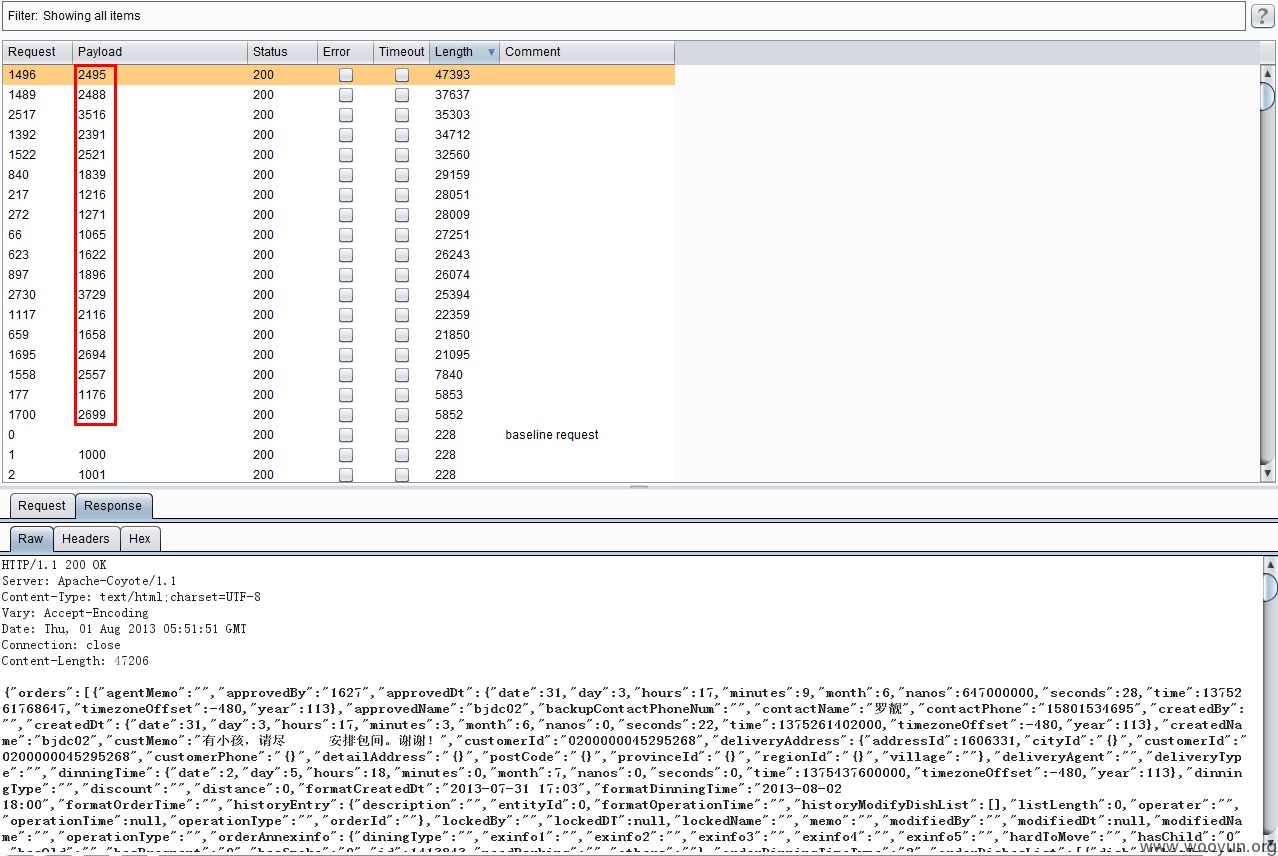 Filter: Showing all items
?
Request Payload Status Error Timeout Length Comment
1496 2495 200 47393
1489 2488 200 37637
2517 3516 200 35303
1392 2391 200 34712
1522 2521 200 32560
840 1839 200 29159
217 1216 200 28051
272 1271 200 28009
66 1065 200 27251
623 1622 200 26243
897 1896 200 26074
2730 3729 200 25394
1117 2116 200 22359
659 1658 200 21850
1695 2694 200 21095
1558 2557 200 7840
177 1176 200 5853
1700 2699 200 5852
0 200 228 baseline request
1 1000 200 228
2 1001 200 228
Request Response
Raw Headers Hex
HTTP/1.1 200 OK
Server: Apache-Coyote/1.1
Content-Type: text/html;charset=UTF-8
Vary: Accept-Encoding
Date: Thu, 01 Aug 2013 05:51:51 GMT
Connection: close
Content-Length: 47206
{"orders":[{"agentMemo":"","approvedBy":"1627","approvedDt":{"date":31,"day":3,"hours":17,"minutes":9,"month":6,"nanos":647000000,"seconds":28,"time":13752
61768647,"timezoneOffset":-480,"year":113},"approvedName":"bjdc02","backupContactPhoneNum":"","contactName":"罗靓","contactPhone":"15801534695","createdBy":
"","createdDt":{"date":31,"day":3,"hours":17,"minutes":3,"month":6,"nanos":0,"seconds":22,"time":1375261402000,"timezoneOffset":-480,"year":113},"createdNa
me":"bjdc02","custMemo":"有小孩，请尽 安排包间。谢谢！","customerId":"0200000045295268","deliveryAddress":{"addressId":1606331,"cityId":"{}","customerId":"
0200000045295268","customerPhone":"{}","detailAddress":"{}","postCode":"{}","provinceId":"{}","regionId":"{}","village":""},"deliveryAgent":"","deliveryTyp
e":"","dinningTime":{"date":2,"day":5,"hours":18,"minutes":0,"month":7,"nanos":0,"seconds":0,"time":1375437600000,"timezoneOffset":-480,"year":113},"dinnin
gType":"","discount":"","distance":0,"formatCreatedDt":"2013-07-31 17:03","formatDinningTime":"2013-08-02
18:00","formatOrderTime":"","historyEntry":{"description":"","entityId":0,"formatOperationTime":"","historyModifyDishList":[],"listLength":0,"operater":"",
"operationTime":null,"operationType":"","orderId":""},"lockedBy":"","lockedDT":null,"lockedName":"","memo":"","modifiedBy":"","modifiedDt":null,"modifiedNa
me":"","operationType":"","orderAnnexinfo":{"diningType":"","exinfo1":"","exinfo2":"","exinfo3":"","exinfo4":"","exinfo5":"","hardToMove":"","hasChild":"0"
www.wooyun.org